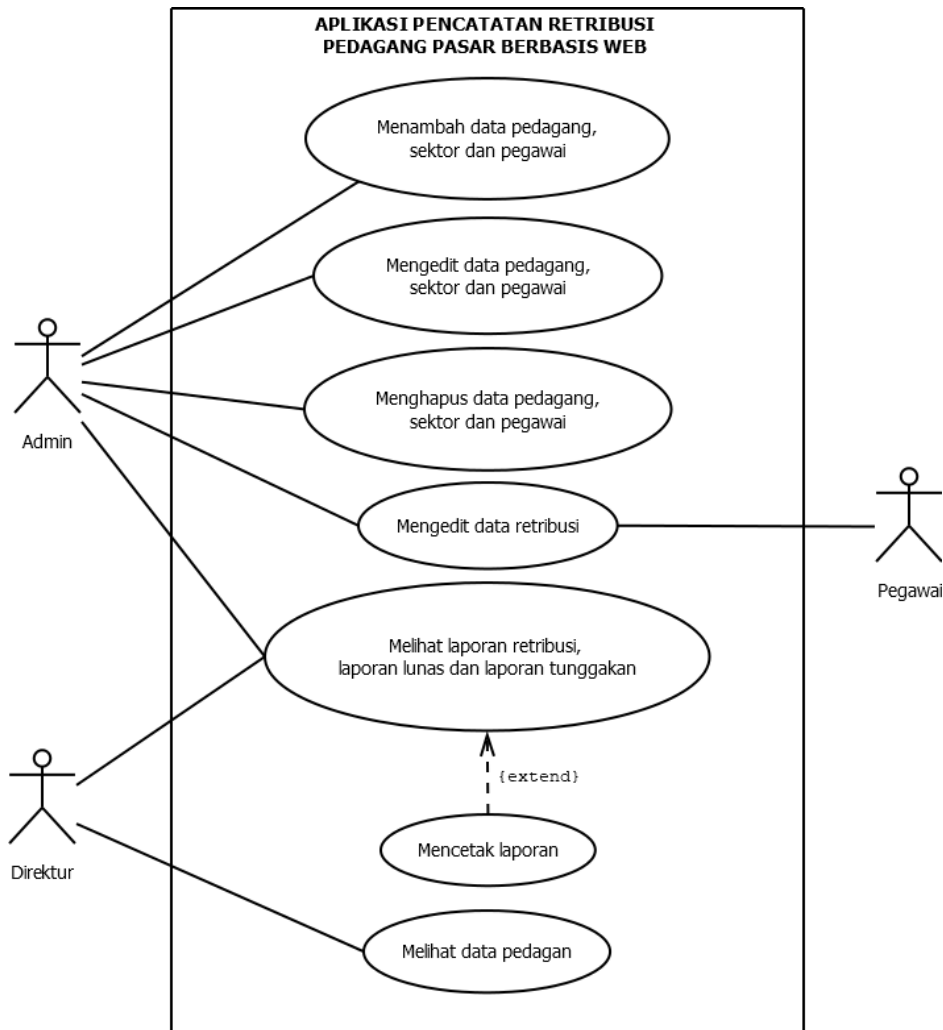 APLIKASI PENCATATAN RETRIBUSI
PEDAGANG PASAR BERBASIS WEB
Menambah data pedagang,
sektor dan pegawai
Mengedit data pedagang,
sektor dan pegawai
Menghapus data pedagang,
sektor dan pegawai
Admin
Mengedit data retribusi
Pegawai
Melihat laporan retribusi,
laporan lunas dan laporan tunggakan
{extend}
Mencetak laporan
Direktur
Melihat data pedagan